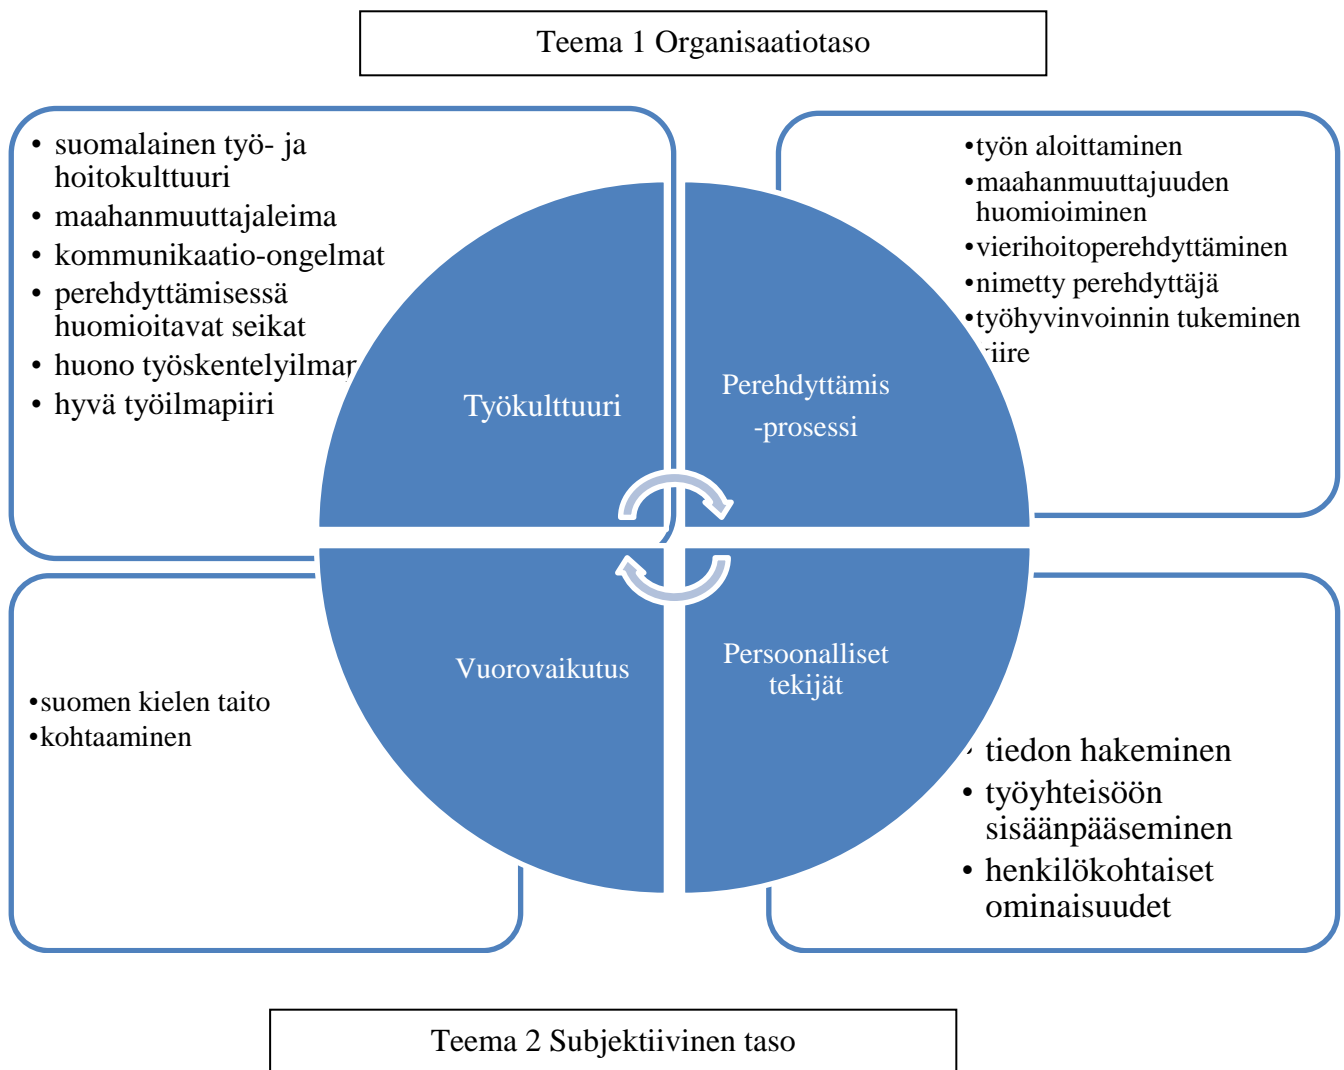 Teema 1 Organisaatiotaso
• suomalainen työ- ja
hoitokulttuuri
• maahanmuuttajaleima
• kommunikaatio-ongelmat
• perehdyttämisessä
huomioitavat seikat
• huono
• hyvä työilmapiiri
•työn aloittaminen
•maahanmuuttajuuden
huomioiminen
•vierihoitoperehdyttäminen
•nimetty perehdyttäjä
•työhyvinvoinnin tukeminen
Työkulttuuri
Perehdyttämis
-prosessi
Vuorovaikutus
Persoonalliset
tekijät
•suomen kielen taito
•kohtaaminen
• tiedon hakeminen
• työyhteisöön
sisäänpääseminen
• henkilökohtaiset
ominaisuudet
Teema 2 Subjektiivinen taso